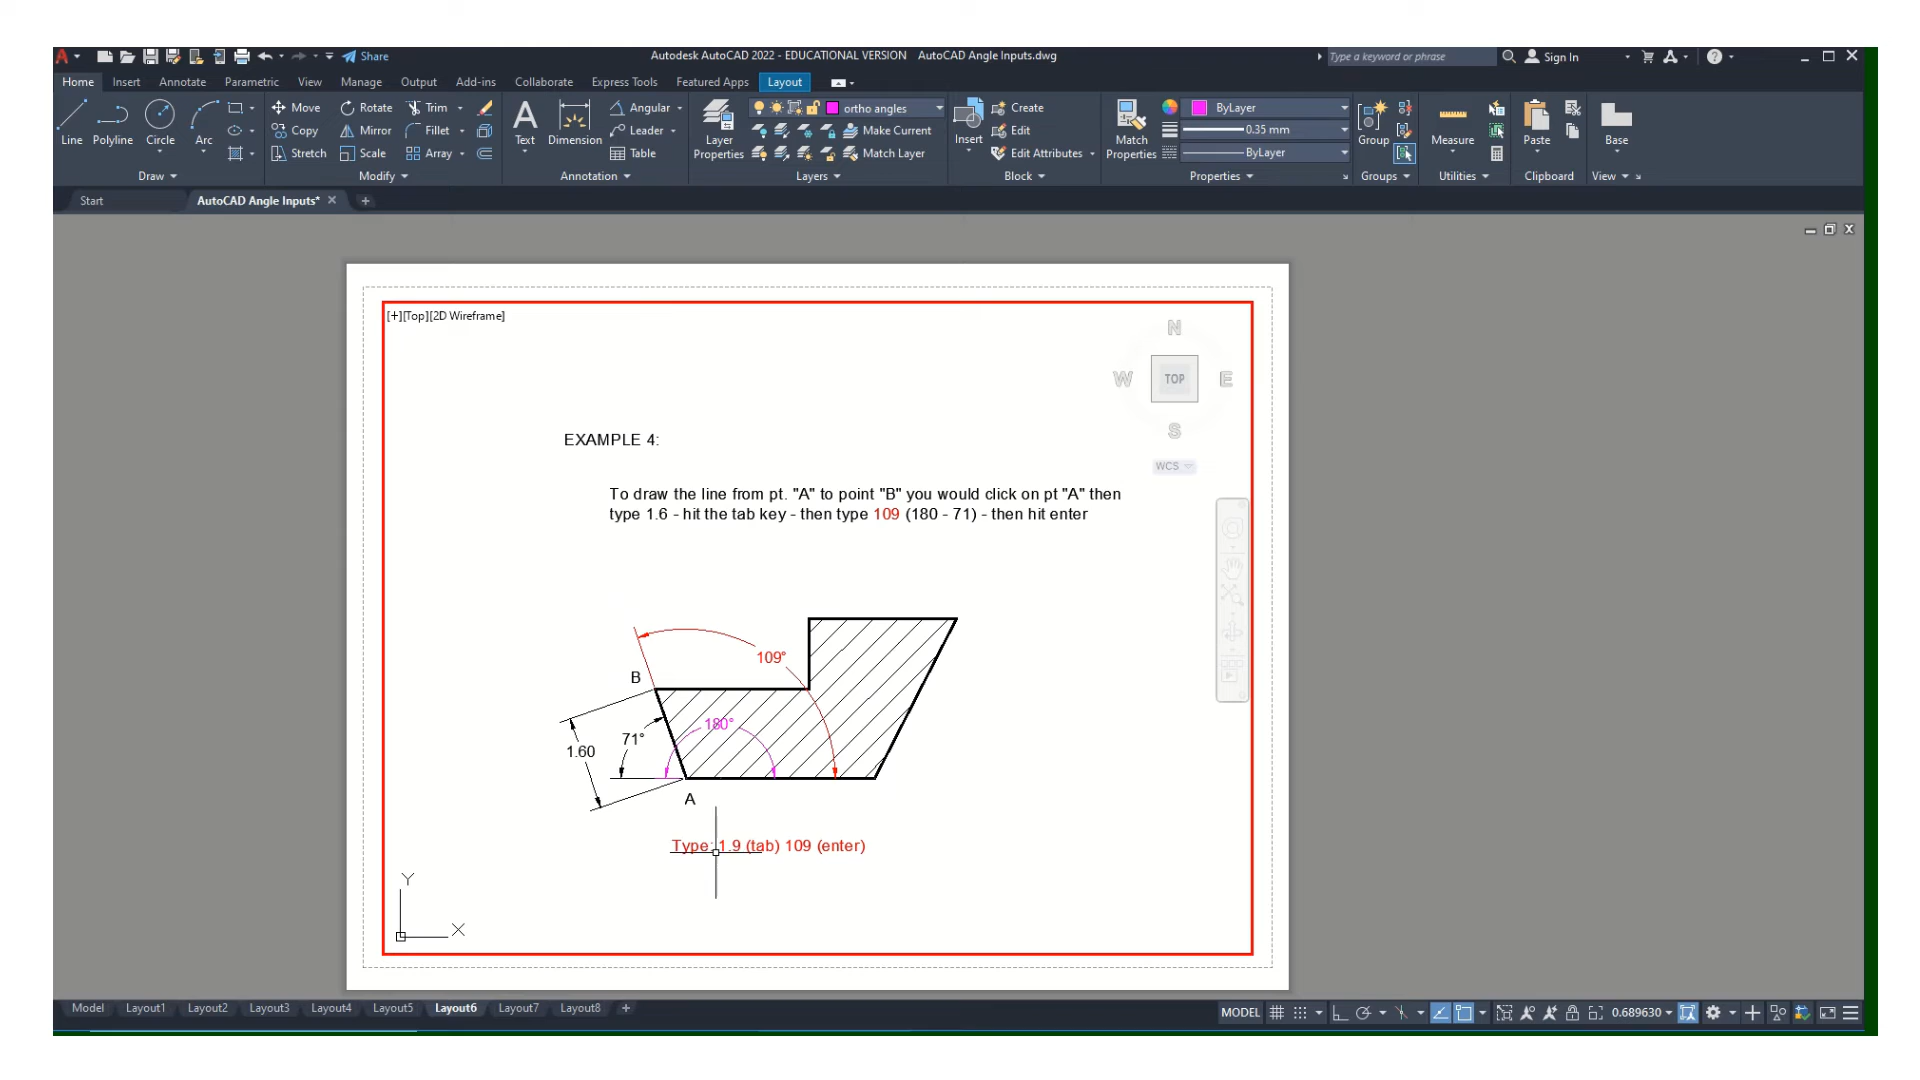 Share
Autodesk AutoCAD 2022 - EDUCATIONAL VERSION AutoCAD Angle Inputs.dwg
Type a keyword or phrase
Sign In
Home Insert Annotate Parametric View Manage Output Add-ins Collaborate Express Tools Featured Apps Layout
Line Polyline Circle Arc
Draw
Move Rotate Trim
Copy Mirror Fillet
Stretch Scale Array
Modify
Text Dimension
Angular
Leader
Table
Annotation
Layer Properties
ortho angles
Make Current
Match Layer
Layers
Insert
Create
Edit
Edit Attributes
Block
Match Properties
ByLayer
0.35 mm
ByLayer
Properties
Group
Groups
Measure
Utilities
Paste
Clipboard
Base
View
Start AutoCAD Angle Inputs*
[+][Top][2D Wireframe]
N
W TOP E
S
WCS
EXAMPLE 4:
To draw the line from pt. "A" to point "B" you would click on pt "A" then
type 1.6 - hit the tab key - then type 109 (180 - 71) - then hit enter
109°
B
180°
71°
1.60
A
Type: 1.9 (tab) 109 (enter)
Y
X
Model Layout1 Layout2 Layout3 Layout4 Layout5 Layout6 Layout7 Layout8
MODEL 0.689630